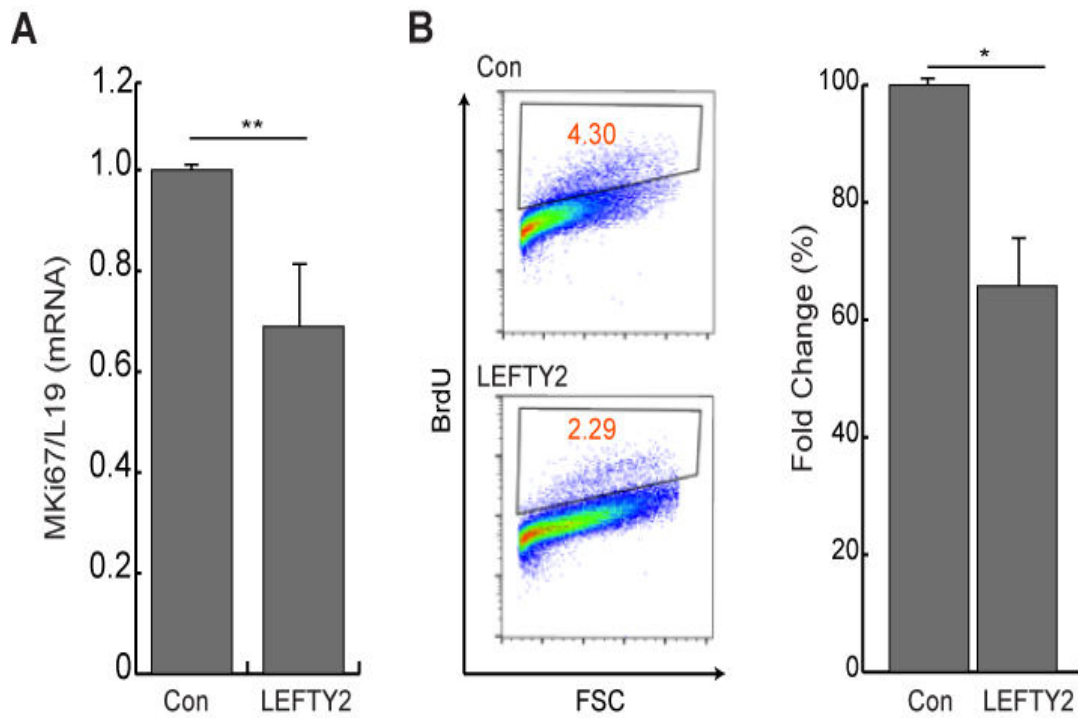 A
MKi67/L19 (mRNA)
1.2
1.0
0.8
0.6
0.4
0.2
0
**
Con
LEFTY2
B
Con
4.30
LEFTY2
2.29
BrdU
FSC
Fold Change (%)
100
80
60
40
20
0
*
Con
LEFTY2